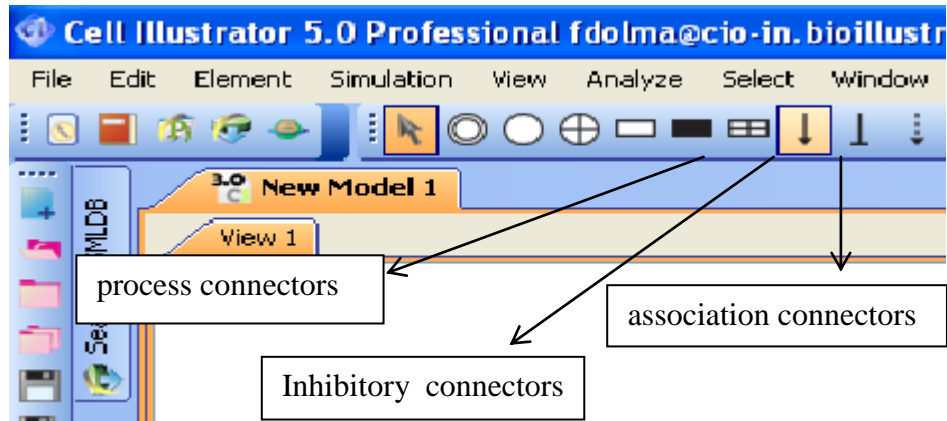 Cell Illustrator 5.0 Professional fdolma@cio-in.bioillustr
File Edit Element Simulation View Analyze Select Window
3.0 New Model 1
View 1
process connectors
association connectors
Inhibitory connectors